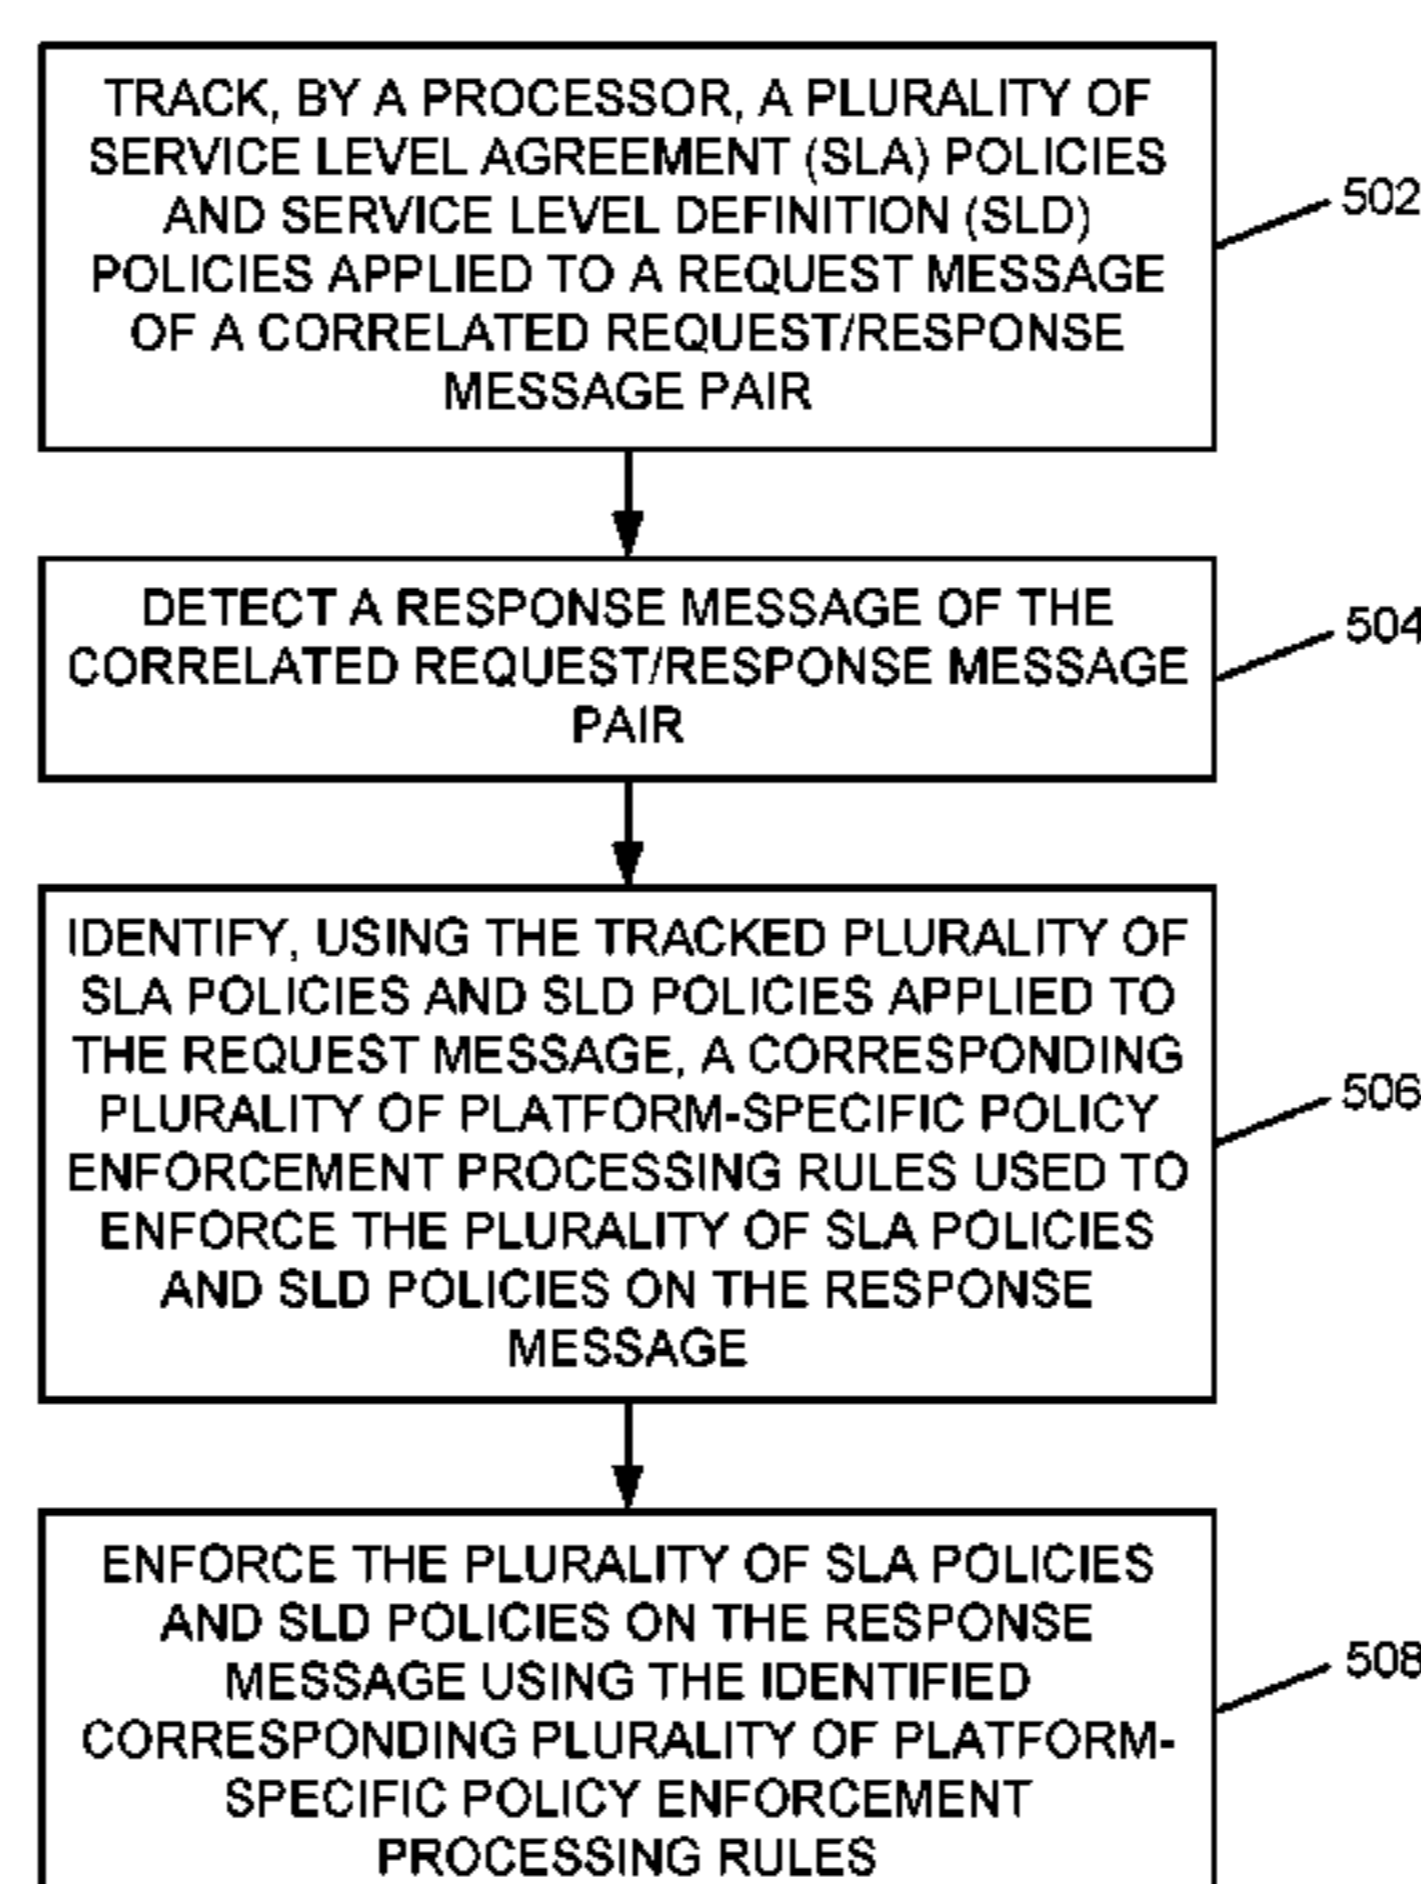 TRACK, BY A PROCESSOR, A PLURALITY OF
SERVICE LEVEL AGREEMENT (SLA) POLICIES
AND SERVICE LEVEL DEFINITION (SLD)
POLICIES APPLIED TO A REQUEST MESSAGE
OF A CORRELATED REQUEST/RESPONSE
MESSAGE PAIR
502
DETECT A RESPONSE MESSAGE OF THE
CORRELATED REQUEST/RESPONSE MESSAGE
PAIR
504
IDENTIFY, USING THE TRACKED PLURALITY OF
SLA POLICIES AND SLD POLICIES APPLIED TO
THE REQUEST MESSAGE, A CORRESPONDING
PLURALITY OF PLATFORM-SPECIFIC POLICY
ENFORCEMENT PROCESSING RULES USED TO
ENFORCE THE PLURALITY OF SLA POLICIES
AND SLD POLICIES ON THE RESPONSE
MESSAGE
506
ENFORCE THE PLURALITY OF SLA POLICIES
AND SLD POLICIES ON THE RESPONSE
MESSAGE USING THE IDENTIFIED
CORRESPONDING PLURALITY OF PLATFORM-
SPECIFIC POLICY ENFORCEMENT
PROCESSING RULES
508